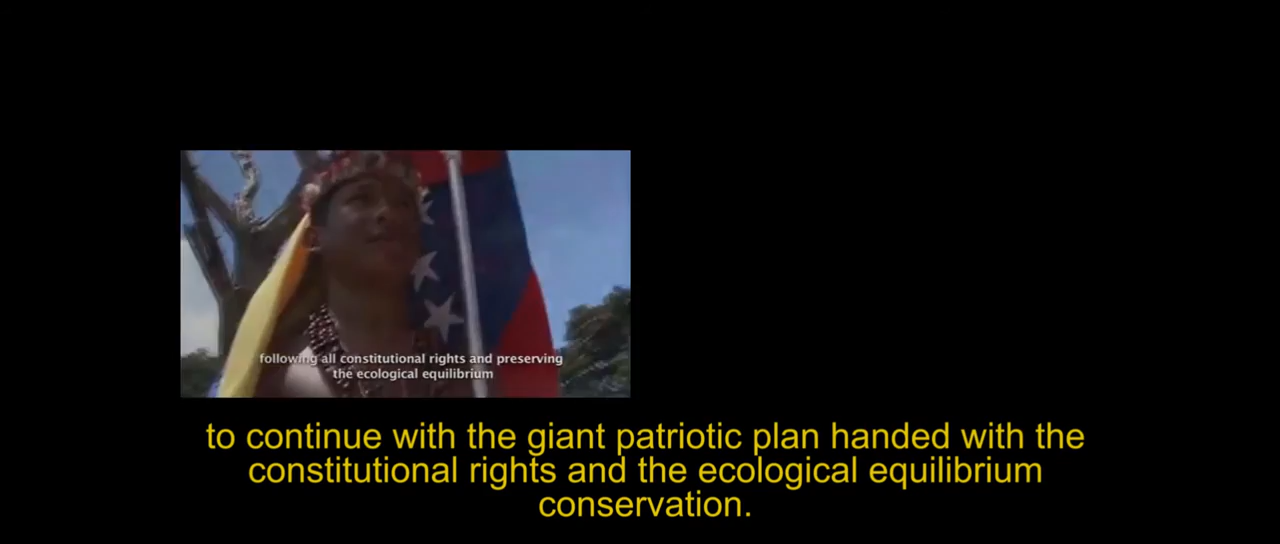 following all constitutional rights and preserving
the ecological equilibrium
to continue with the giant patriotic plan handed with the
constitutional rights and the ecological equilibrium
conservation.